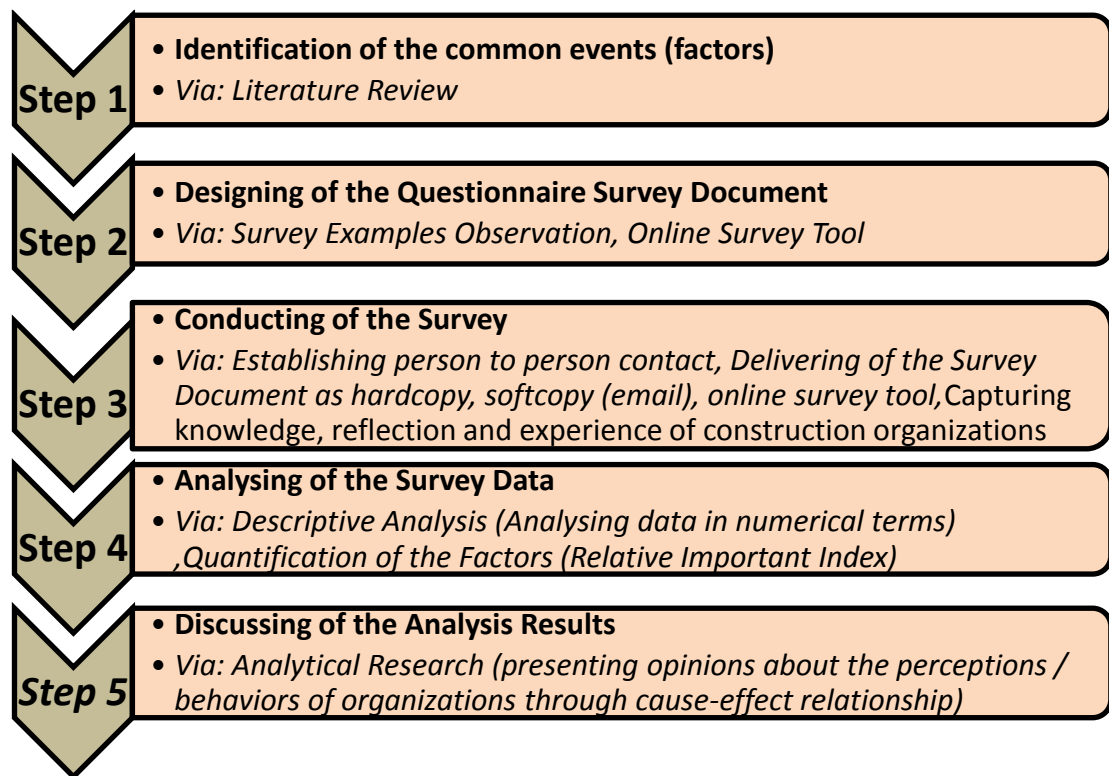 Step 1
• Identification of the common events (factors)
• Via: Literature Review
Step 2
• Designing of the Questionnaire Survey Document
• Via: Survey Examples Observation, Online Survey Tool
Step 3
• Conducting of the Survey
• Via: Establishing person to person contact, Delivering of the Survey
Document as hardcopy, softcopy (email), online survey tool,Capturing
knowledge, reflection and experience of construction organizations
Step 4
• Analysing of the Survey Data
• Via: Descriptive Analysis (Analysing data in numerical terms)
,Quantification of the Factors (Relative Important Index)
Step 5
• Discussing of the Analysis Results
• Via: Analytical Research (presenting opinions about the perceptions /
behaviors of organizations through cause-effect relationship)